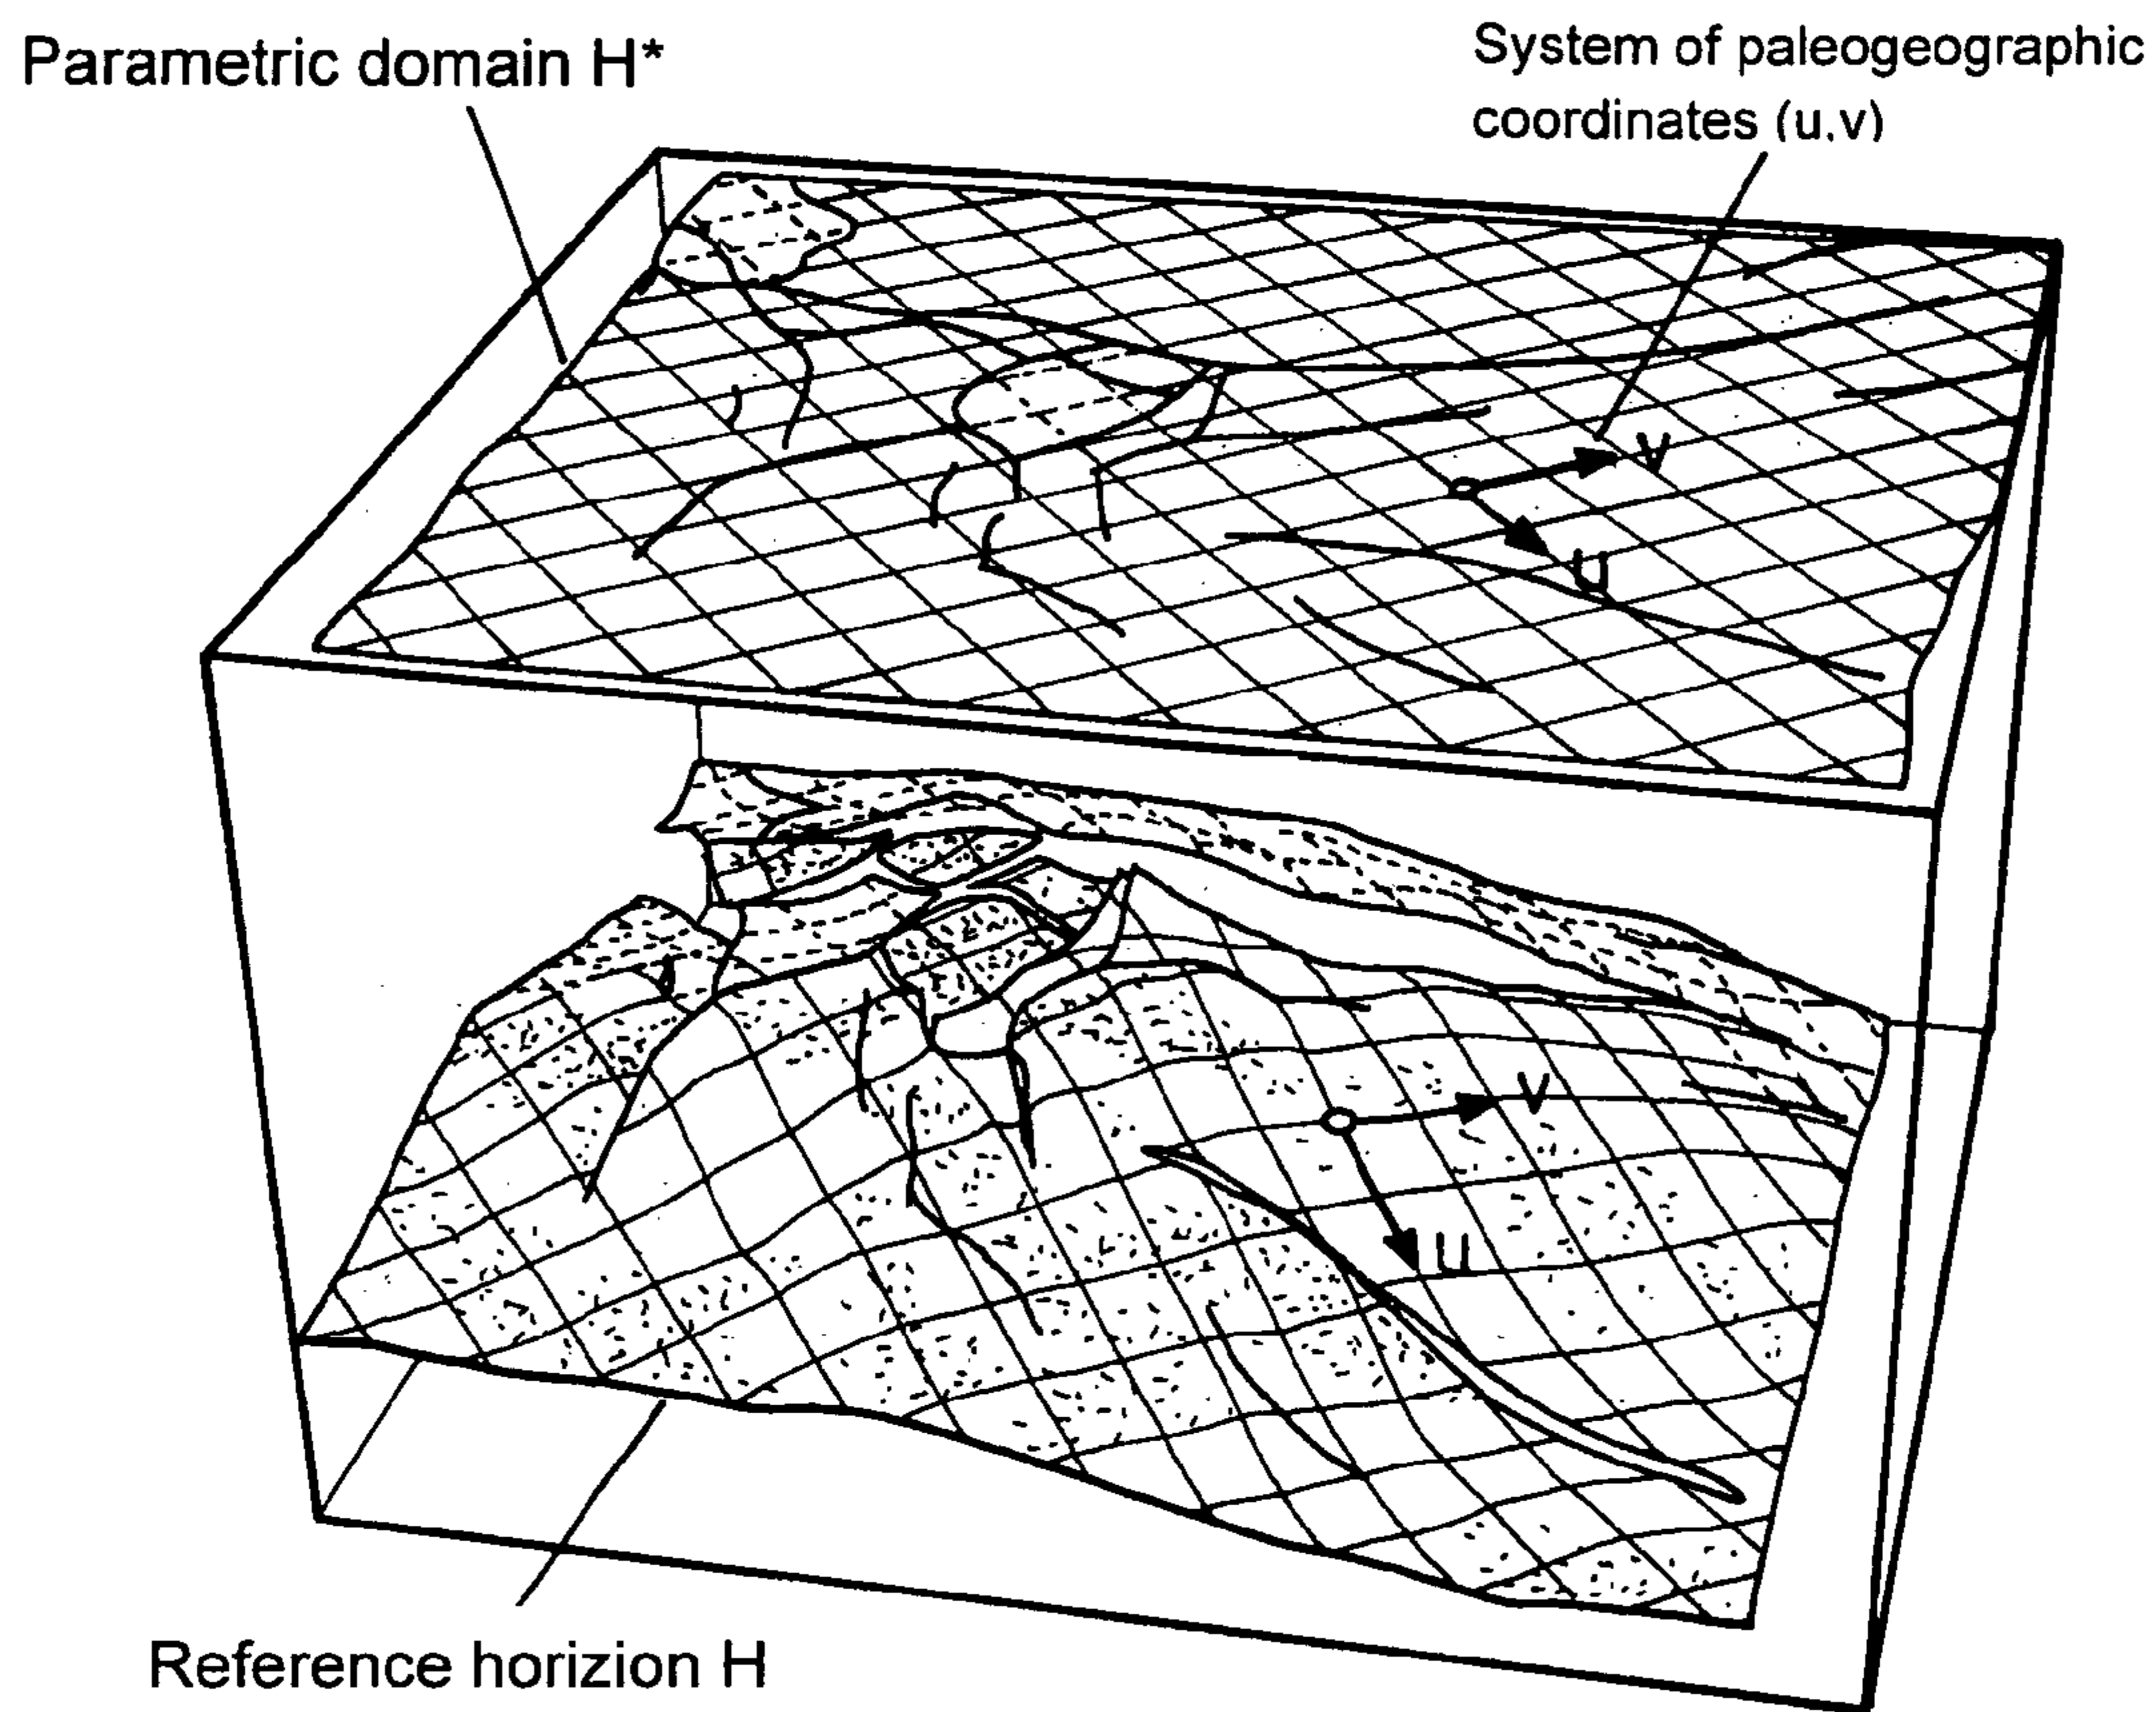 Parametric domain H*
System of paleogeographic
coordinates (u.v)
V
U
V
u
Reference horizion H